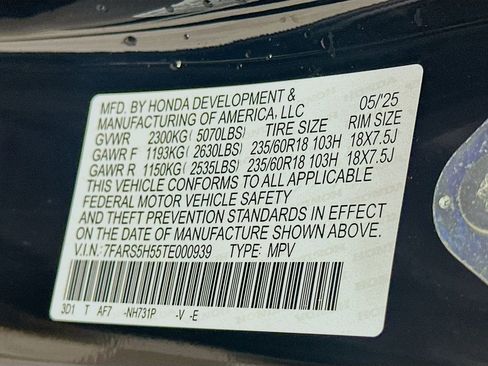 MFD. BY HONDA DEVELOPMENT & 05/'25
MANUFACTURING OF AMERICA, LLC
GVWR 2300KG ( 5070LBS) TIRE SIZE RIM SIZE
GAWR F 1193KG ( 2630LBS) 235/60R18 103H 18X7.5J
GAWR R 1150KG ( 2535LBS) 235/60R18 103H 18X7.5J
THIS VEHICLE CONFORMS TO ALL APPLICABLE
FEDERAL MOTOR VEHICLE SAFETY
AND THEFT PREVENTION STANDARDS IN EFFECT
ON THE DATE OF MANUFACTURE SHOWN ABOVE.
V.I.N.: 7FARS5H55TE000939 TYPE: MPV
3D1 T AF7 -NH731P -V -E